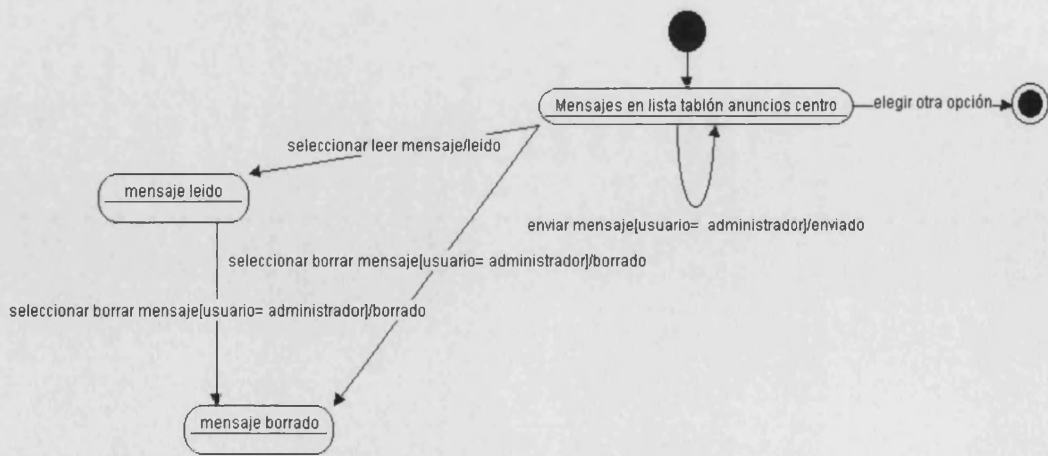 Mensajes en lista tablón anuncios centro
elegir otra opción
seleccionar leer mensaje/leido
mensaje leido
enviar mensaje[usuario= administrador]/enviado
seleccionar borrar mensaje[usuario= administrador]/borrado
seleccionar borrar mensaje[usuario= administrador]/borrado
mensaje borrado